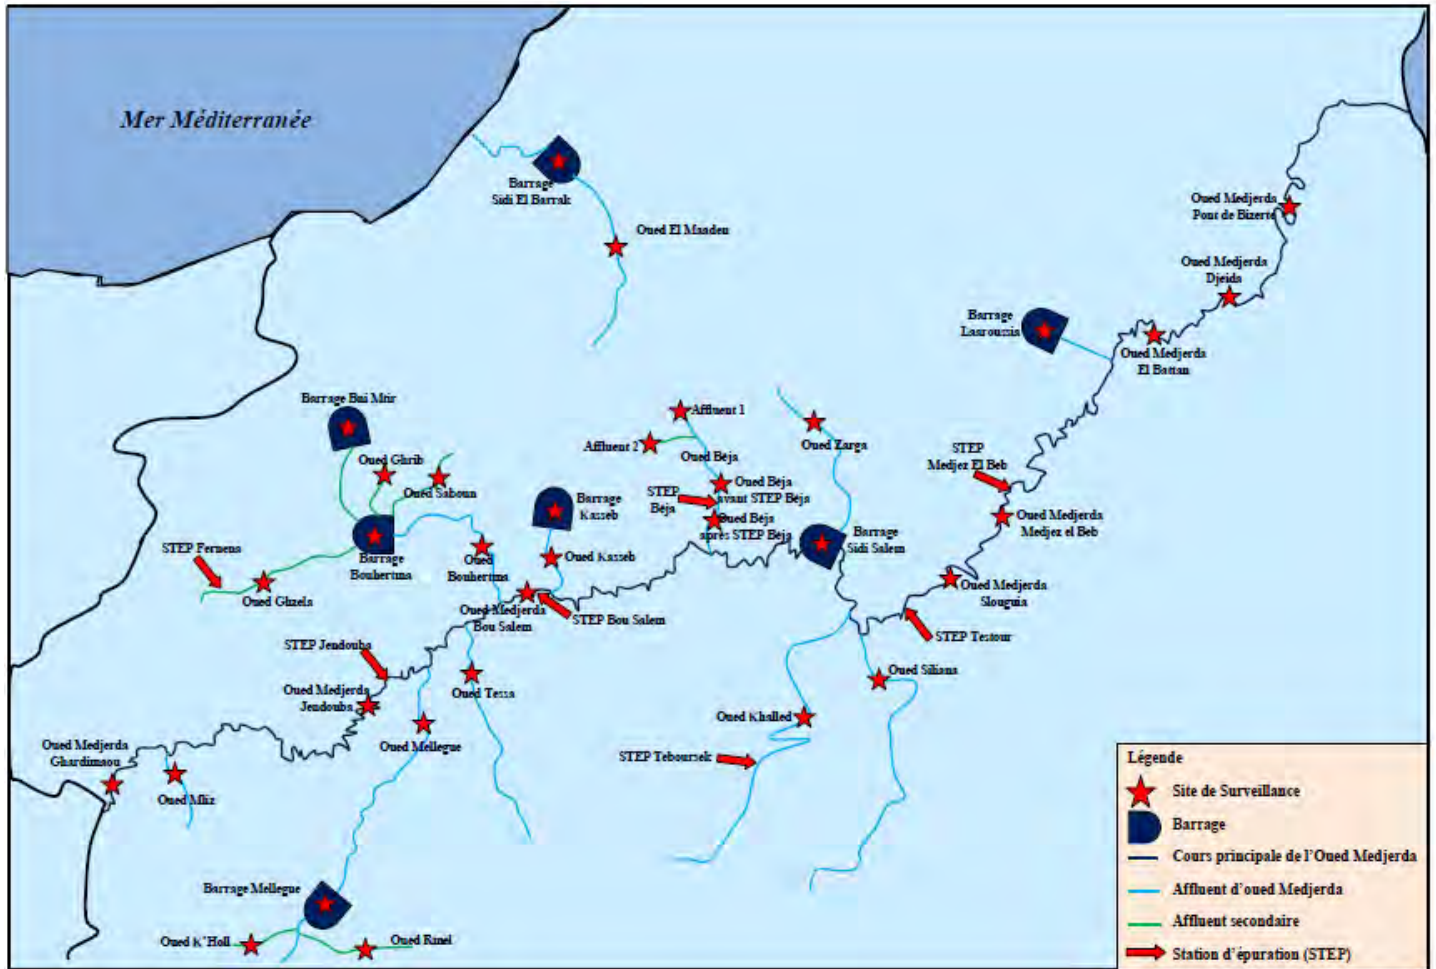 Mer Méditerranée
Barrage
Sidi El Barrak
Oued El Maaden
Oued Medjerda
Pont de Bizerte
Oued Medjerda
Djeida
Barrage
Laaroussia
Oued Medjerda
El Battan
Barrage Bni Mtir
Affluent 1
Affluent 2
Oued Zarga
Oued Ghrib
Oued Béja
STEP
Medjez El Beb
Oued Saboun
Oued Béja
avant STEP Béja
STEP
Béja
Barrage
Kasseb
Oued Béja
après STEP Béja
Oued Medjerda
Medjez el Beb
Barrage
Sidi Salem
STEP Fernena
Barrage
Bouhertma
Oued
Bouhertma
Oued Kasseb
Oued Ghzela
Oued Medjerda
Slouguia
Oued Medjerda
Bou Salem
STEP Bou Salem
STEP Testour
STEP Jendouba
Oued Siliana
Oued Medjerda
Jendouba
Oued Tessa
Oued Khalled
Oued Medjerda
Ghardimaou
Oued Mellegue
STEP Teboursek
Oued Mliz
Barrage Mellegue
Oued K'Holl
Oued Rmel
Légende
Site de Surveillance
Barrage
Cours principale de l'Oued Medjerda
Affluent d'oued Medjerda
Affluent secondaire
Station d'épuration (STEP)